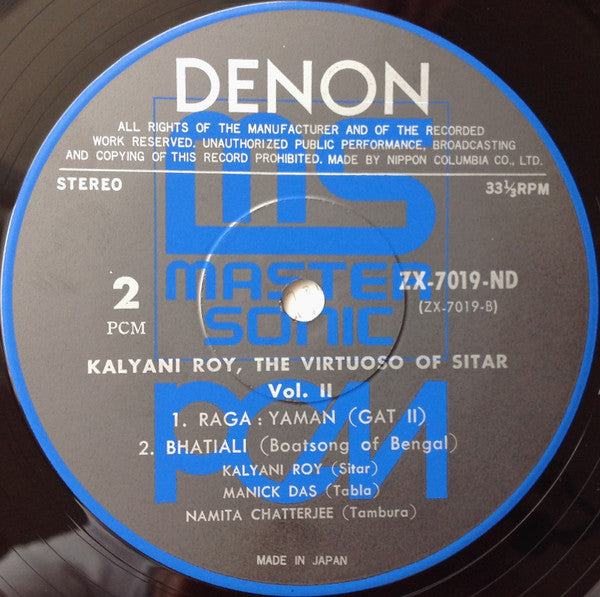 DENON
ALL RIGHTS OF THE MANUFACTURER AND OF THE RECORDED
WORK RESERVED. UNAUTHORIZED PUBLIC PERFORMANCE, BROADCASTING
AND COPYING OF THIS RECORD PROHIBITED. MADE BY NIPPON COLUMBIA CO., LTD.
STEREO
33⅓RPM
MS
MASTER
SONIC
2
PCM
ZX-7019-ND
(ZX-7019-B)
KALYANI ROY, THE VIRTUOSO OF SITAR
Vol. II
PCM
1. RAGA : YAMAN (GAT II)
2. BHATIALI (Boatsong of Bengal)
KALYANI ROY (Sitar)
MANICK DAS (Tabla)
NAMITA CHATTERJEE (Tambura)
MADE IN JAPAN